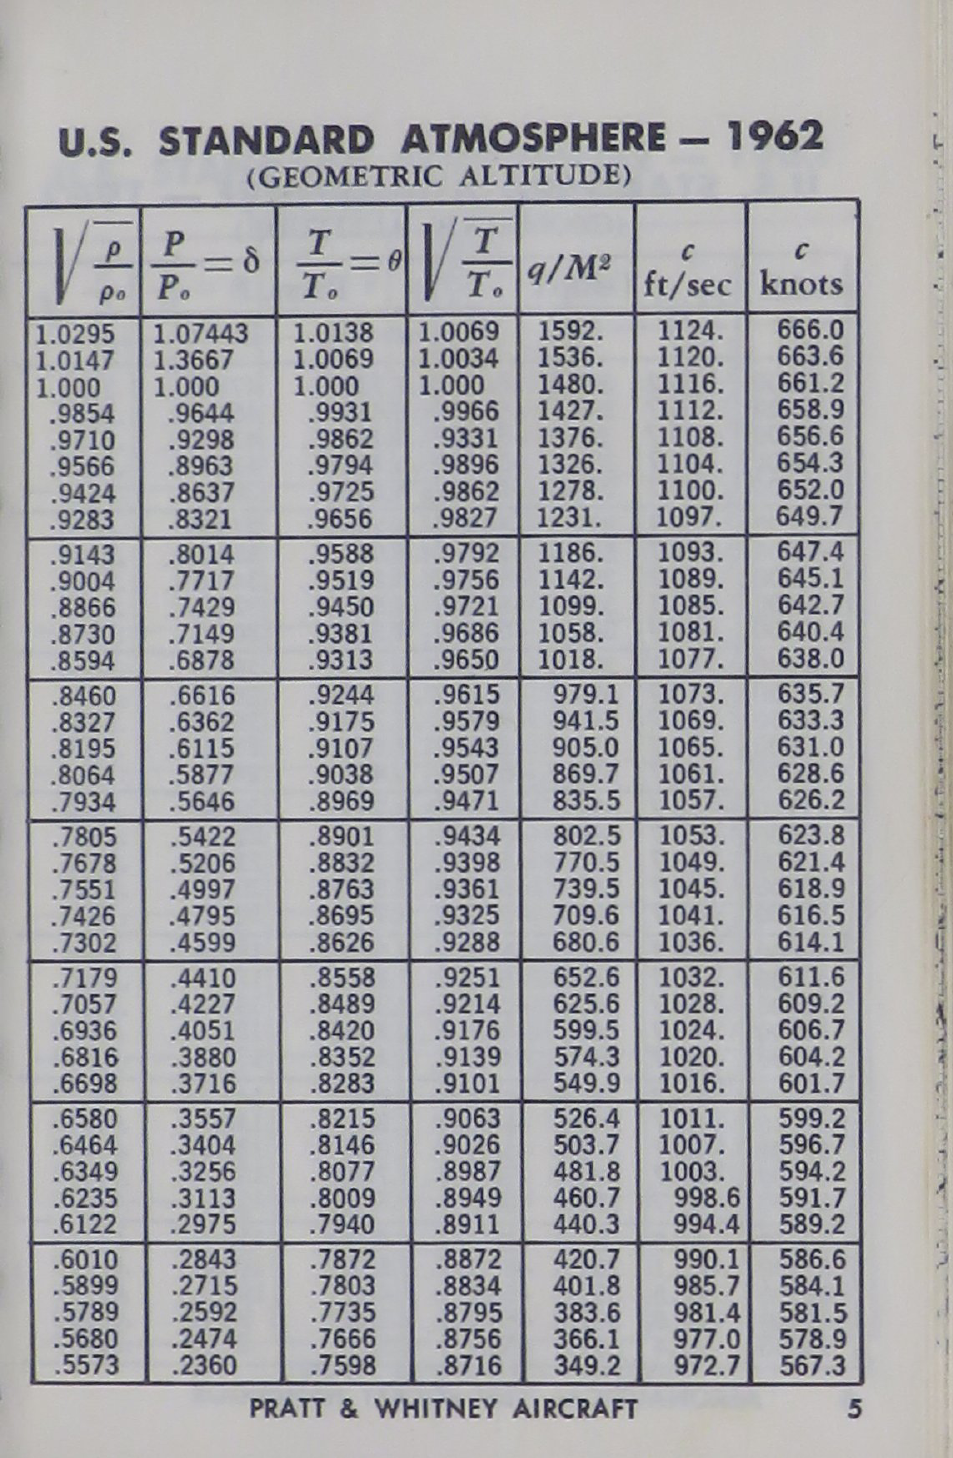 U.S. STANDARD ATMOSPHERE – 1962
(GEOMETRIC ALTITUDE)
√ρ/ρo P/Po = δ T/To = θ √T/To q/M² c ft/sec c knots
1.0295 1.07443 1.0138 1.0069 1592. 1124. 666.0
1.0147 1.3667 1.0069 1.0034 1536. 1120. 663.6
1.000 1.000 1.000 1.000 1480. 1116. 661.2
.9854 .9644 .9931 .9966 1427. 1112. 658.9
.9710 .9298 .9862 .9331 1376. 1108. 656.6
.9566 .8963 .9794 .9896 1326. 1104. 654.3
.9424 .8637 .9725 .9862 1278. 1100. 652.0
.9283 .8321 .9656 .9827 1231. 1097. 649.7
.9143 .8014 .9588 .9792 1186. 1093. 647.4
.9004 .7717 .9519 .9756 1142. 1089. 645.1
.8866 .7429 .9450 .9721 1099. 1085. 642.7
.8730 .7149 .9381 .9686 1058. 1081. 640.4
.8594 .6878 .9313 .9650 1018. 1077. 638.0
.8460 .6616 .9244 .9615 979.1 1073. 635.7
.8327 .6362 .9175 .9579 941.5 1069. 633.3
.8195 .6115 .9107 .9543 905.0 1065. 631.0
.8064 .5877 .9038 .9507 869.7 1061. 628.6
.7934 .5646 .8969 .9471 835.5 1057. 626.2
.7805 .5422 .8901 .9434 802.5 1053. 623.8
.7678 .5206 .8832 .9398 770.5 1049. 621.4
.7551 .4997 .8763 .9361 739.5 1045. 618.9
.7426 .4795 .8695 .9325 709.6 1041. 616.5
.7302 .4599 .8626 .9288 680.6 1036. 614.1
.7179 .4410 .8558 .9251 652.6 1032. 611.6
.7057 .4227 .8489 .9214 625.6 1028. 609.2
.6936 .4051 .8420 .9176 599.5 1024. 606.7
.6816 .3880 .8352 .9139 574.3 1020. 604.2
.6698 .3716 .8283 .9101 549.9 1016. 601.7
.6580 .3557 .8215 .9063 526.4 1011. 599.2
.6464 .3404 .8146 .9026 503.7 1007. 596.7
.6349 .3256 .8077 .8987 481.8 1003. 594.2
.6235 .3113 .8009 .8949 460.7 998.6 591.7
.6122 .2975 .7940 .8911 440.3 994.4 589.2
.6010 .2843 .7872 .8872 420.7 990.1 586.6
.5899 .2715 .7803 .8834 401.8 985.7 584.1
.5789 .2592 .7735 .8795 383.6 981.4 581.5
.5680 .2474 .7666 .8756 366.1 977.0 578.9
.5573 .2360 .7598 .8716 349.2 972.7 567.3
PRATT & WHITNEY AIRCRAFT 5